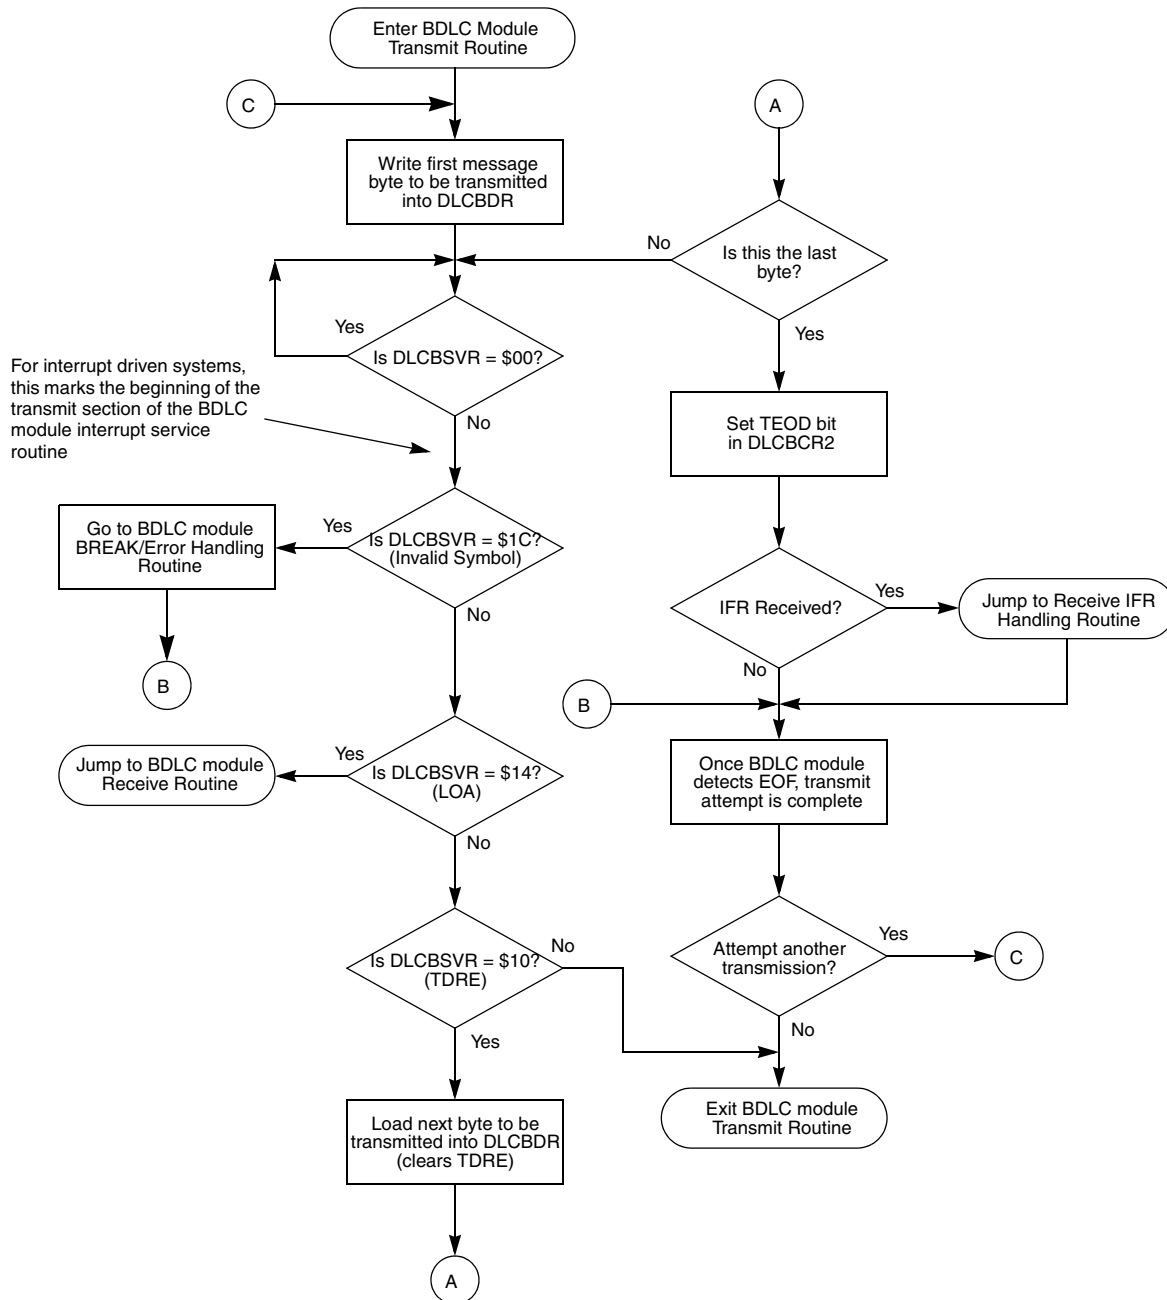 Enter BDLC Module
Transmit Routine
C
A
Write first message
byte to be transmitted
into DLCBDR
No
Is this the last
byte?
Yes
Yes
Is DLCBSVR = $00?
For interrupt driven systems,
this marks the beginning of the
transmit section of the BDLC
module interrupt service
routine
No
Set TEOD bit
in DLCBCR2
Go to BDLC module
BREAK/Error Handling
Routine
Yes
Is DLCBSVR = $1C?
(Invalid Symbol)
No
IFR Received?
Yes
Jump to Receive IFR
Handling Routine
No
B
B
Jump to BDLC module
Receive Routine
Yes
Is DLCBSVR = $14?
(LOA)
No
Once BDLC module
detects EOF, transmit
attempt is complete
Is DLCBSVR = $10?
(TDRE)
No
Yes
Attempt another
transmission?
Yes
C
No
Load next byte to be
transmitted into DLCBDR
(clears TDRE)
Exit BDLC module
Transmit Routine
A